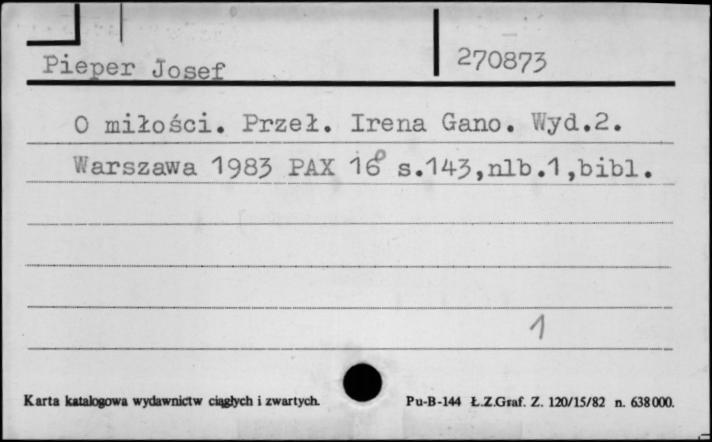 Pieper Josef 270873
O miłości. Przeł. Irena Gano. Wyd.2.
Warszawa 1983 PAX 16° s.143,nlb.1,bibl.
1
Karta katalogowa wydawnictw ciągłych i zwartych. Pu-B-144 Ł.Z.Graf. Z. 120/15/82 n. 638000.